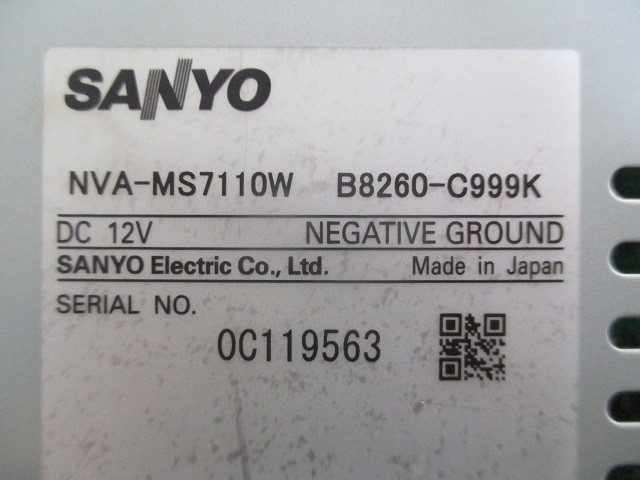 SANYO
NVA-MS7110W B8260-C999K
DC 12V NEGATIVE GROUND
SANYO Electric Co., Ltd. Made in Japan
SERIAL NO.
0C119563